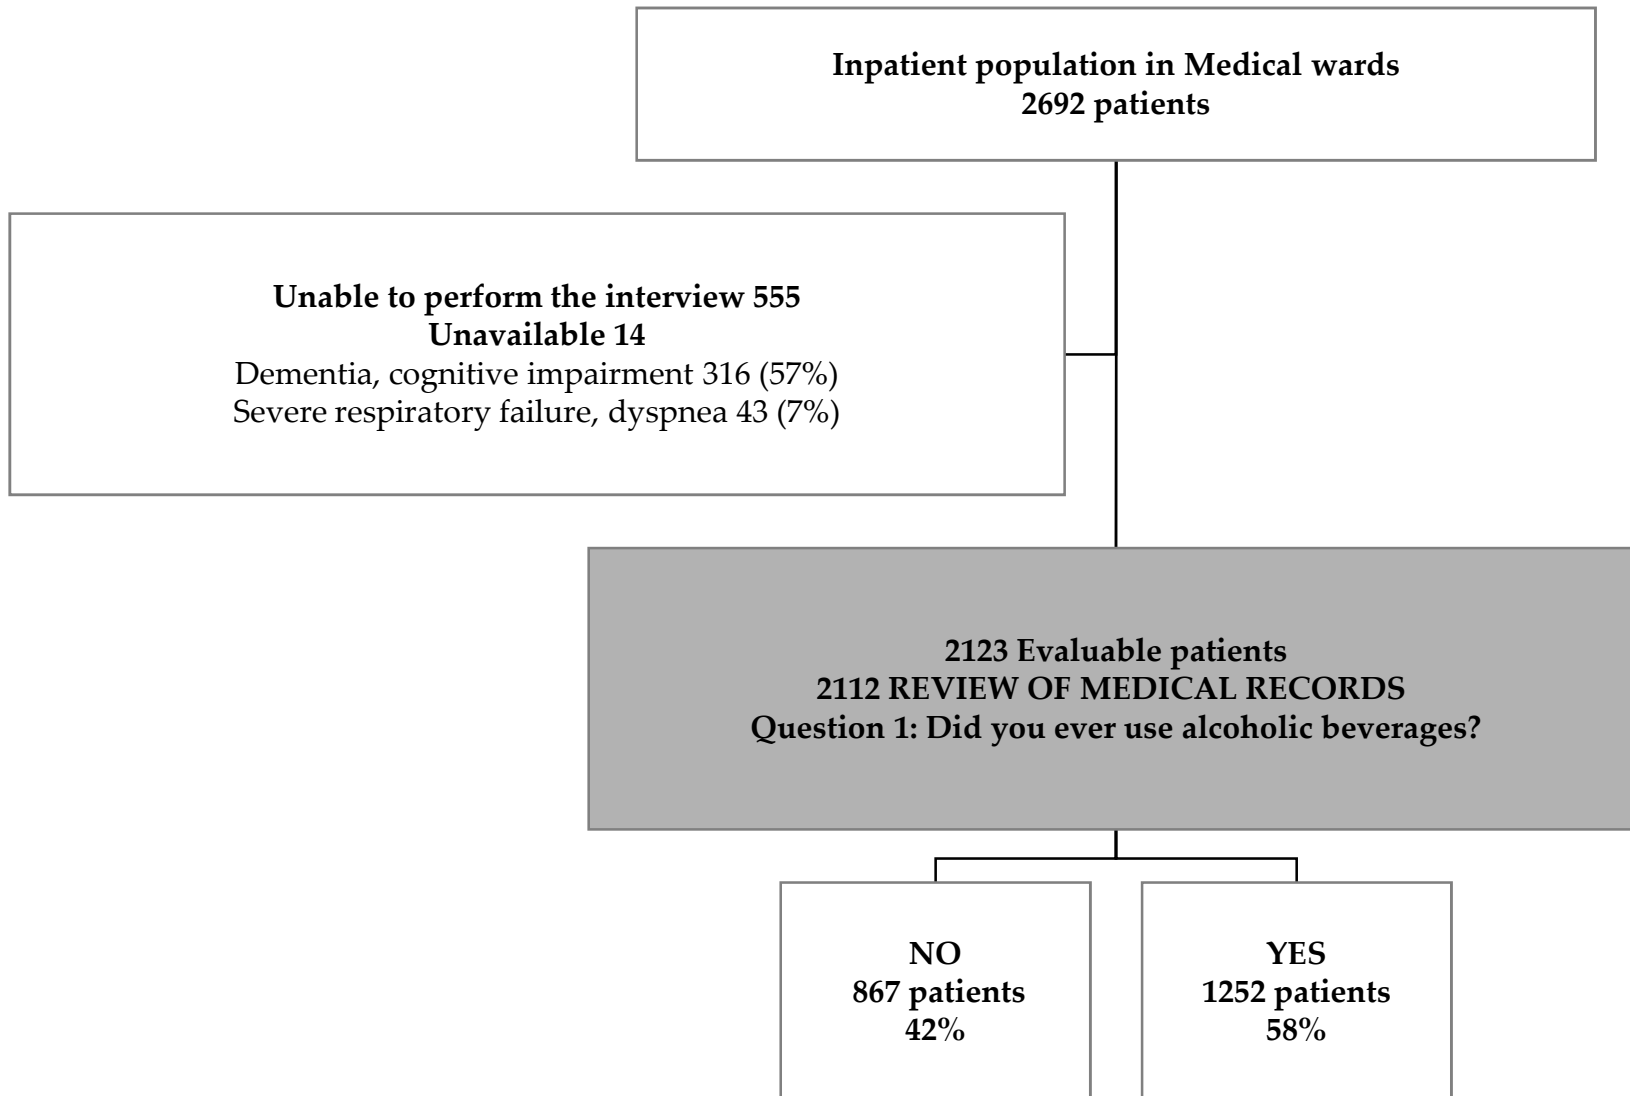 Inpatient population in Medical wards
2692 patients
Unable to perform the interview 555
Unavailable 14
Dementia, cognitive impairment 316 (57%)
Severe respiratory failure, dyspnea 43 (7%)
2123 Evaluable patients
2112 REVIEW OF MEDICAL RECORDS
Question 1: Did you ever use alcoholic beverages?
NO
867 patients
42%
YES
1252 patients
58%